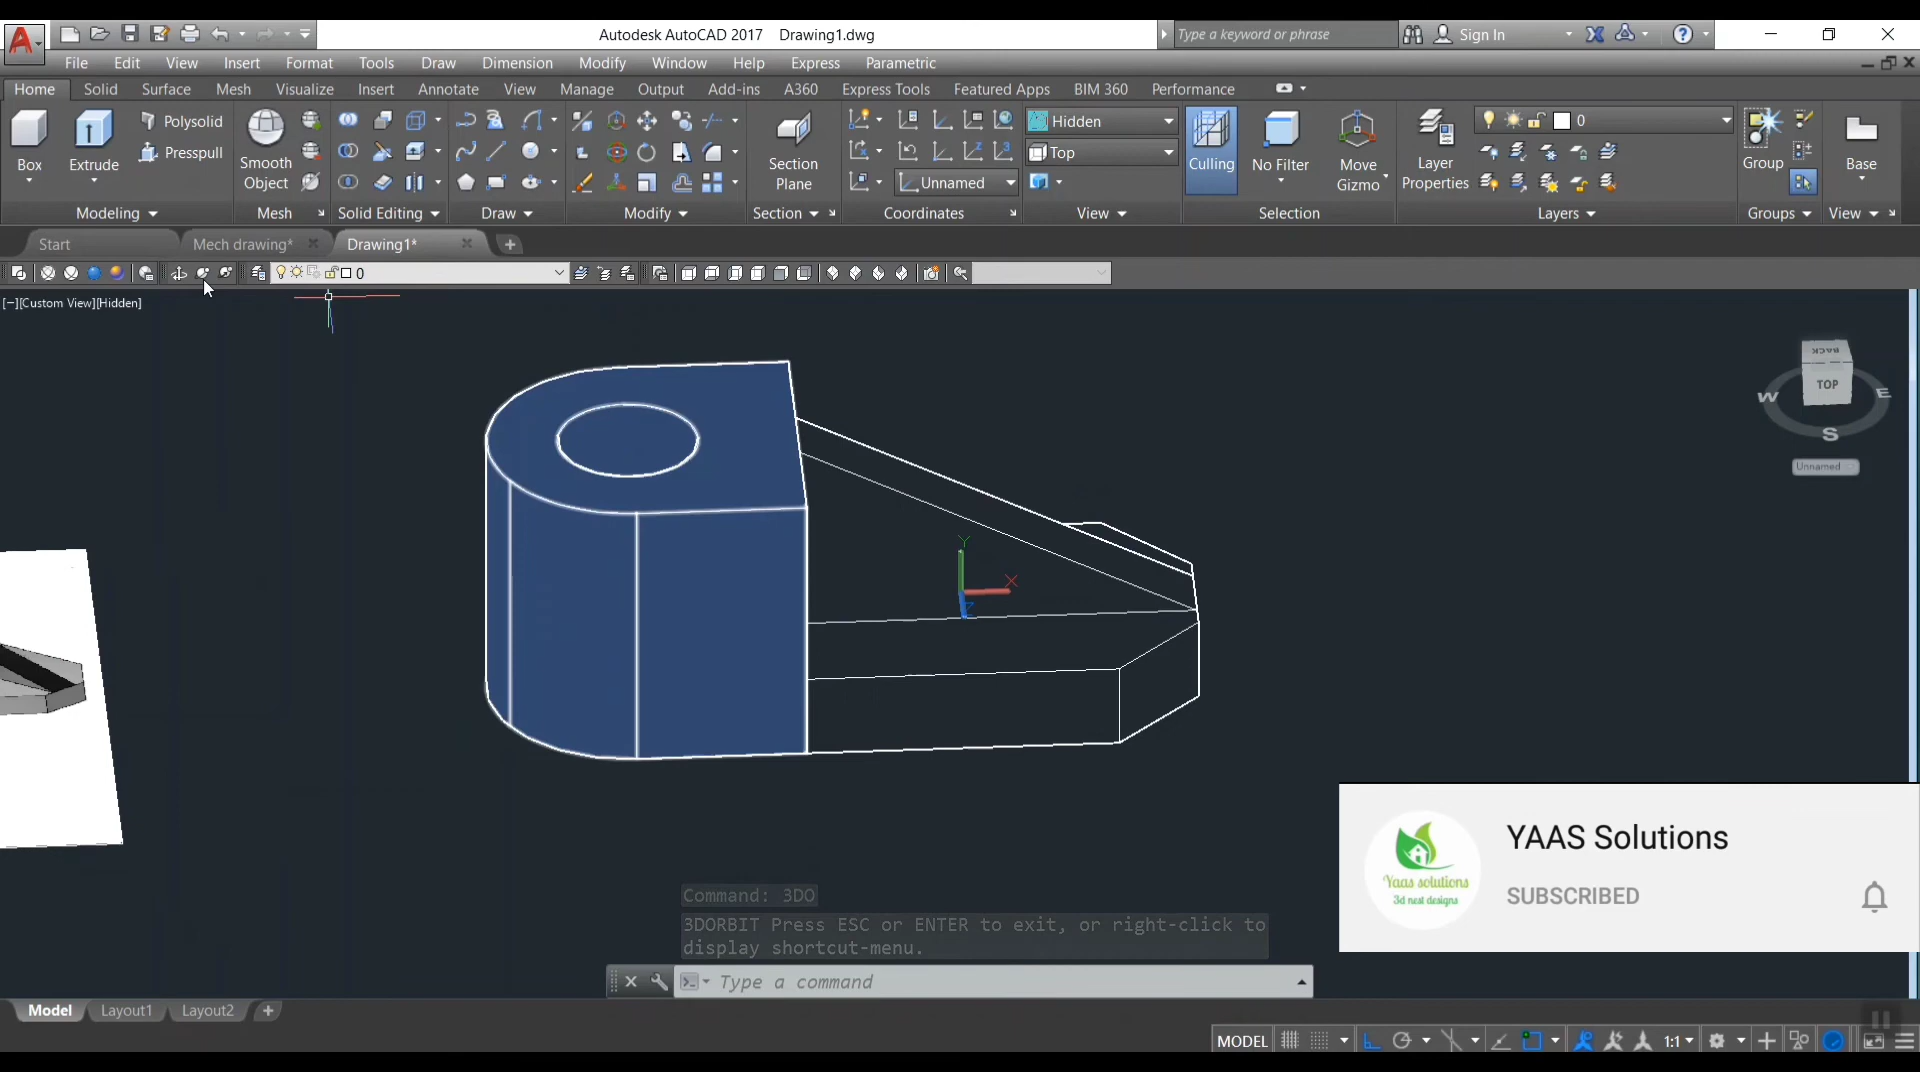 Autodesk AutoCAD 2017 Drawing1.dwg
Type a keyword or phrase
Sign In
File Edit View Insert Format Tools Draw Dimension Modify Window Help Express Parametric
Home Solid Surface Mesh Visualize Insert Annotate View Manage Output Add-ins A360 Express Tools Featured Apps BIM 360 Performance
Box
Extrude
Polysolid
Presspull
Smooth
Object
Section
Plane
Unnamed
Hidden
Top
Culling
No Filter
Move
Gizmo
Layer
Properties
0
Group
Base
Modeling Mesh Solid Editing Draw Modify Section Coordinates View Selection Layers Groups View
Start Mech drawing* Drawing1*
0
[−][Custom View][Hidden]
BACK
TOP
W
E
S
Unnamed
Y
X
Z
YAAS Solutions
SUBSCRIBED
Yaas solutions
3d nest designs
Command: 3DO
3DORBIT Press ESC or ENTER to exit, or right-click to
display shortcut-menu.
Type a command
Model Layout1 Layout2
MODEL
1:1